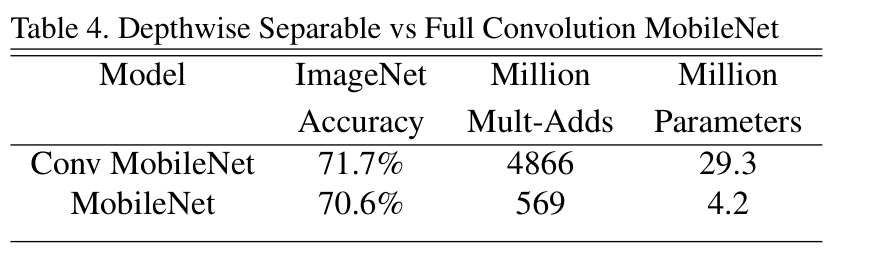 Table 4. Depthwise Separable vs Full Convolution MobileNet
Model ImageNet Million Million
Accuracy Mult-Adds Parameters
Conv MobileNet 71.7% 4866 29.3
MobileNet 70.6% 569 4.2